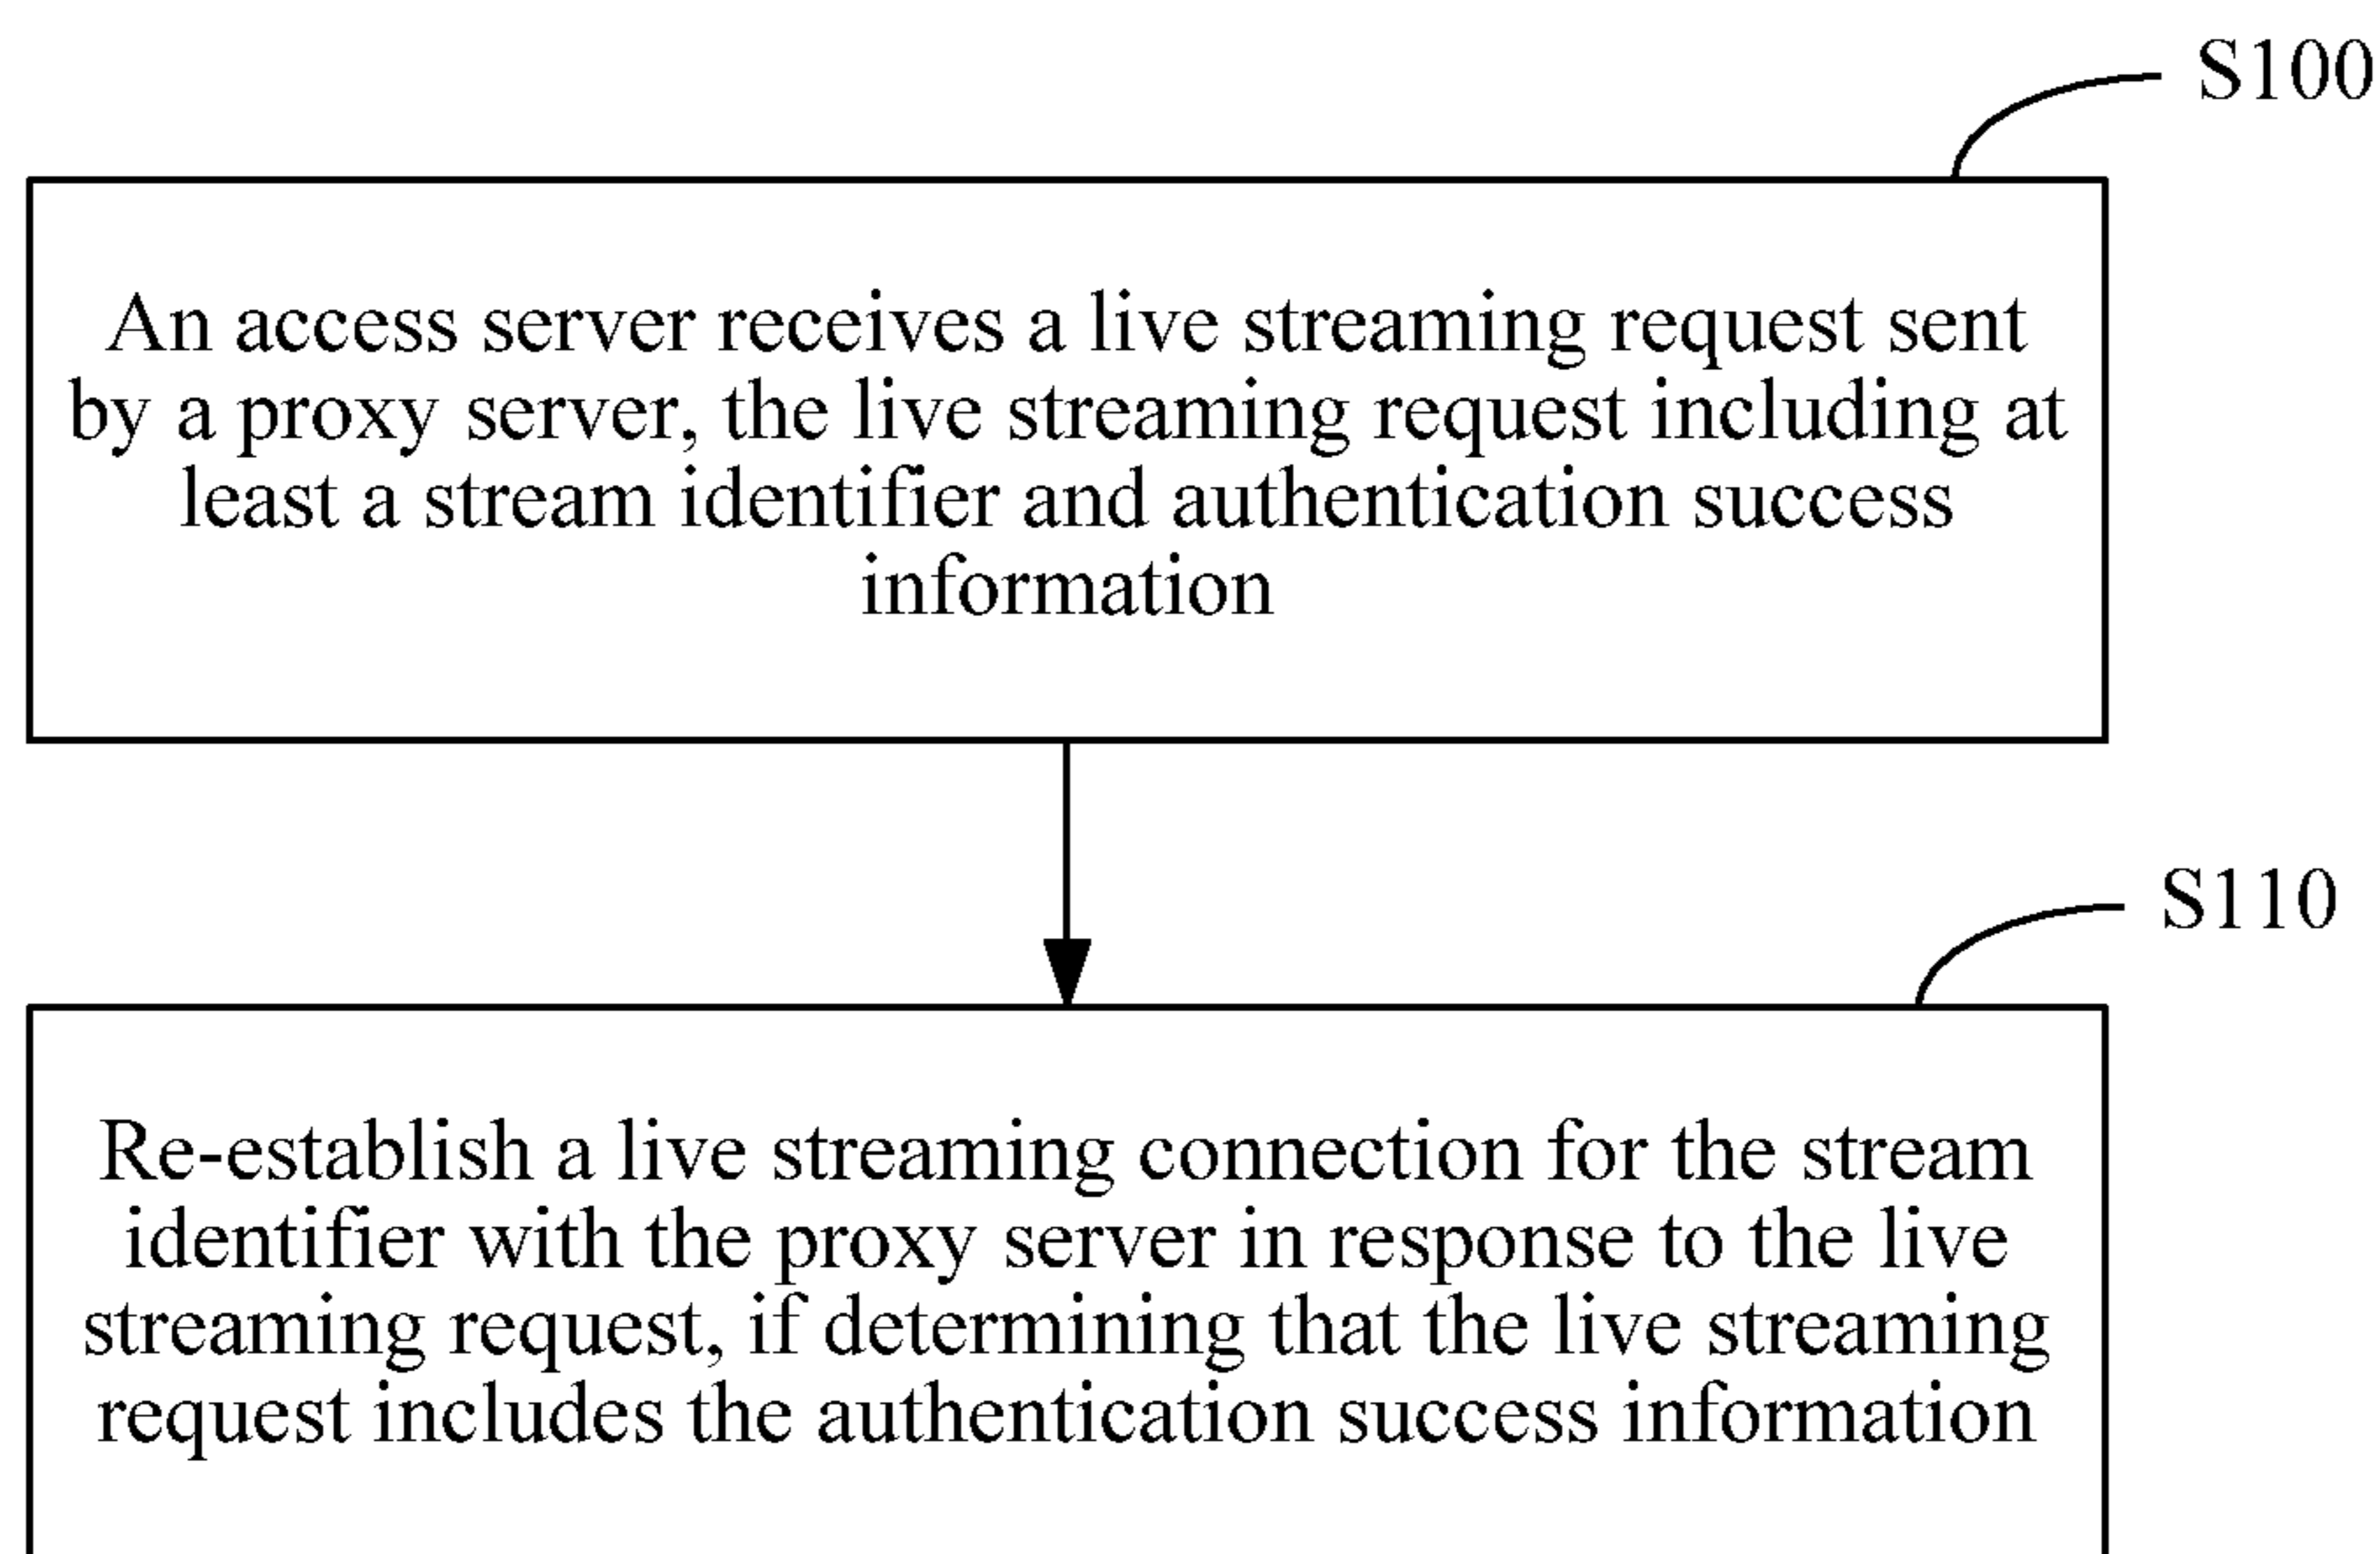 S100
An access server receives a live streaming request sent
by a proxy server, the live streaming request including at
least a stream identifier and authentication success
information
S110
Re-establish a live streaming connection for the stream
identifier with the proxy server in response to the live
streaming request, if determining that the live streaming
request includes the authentication success information